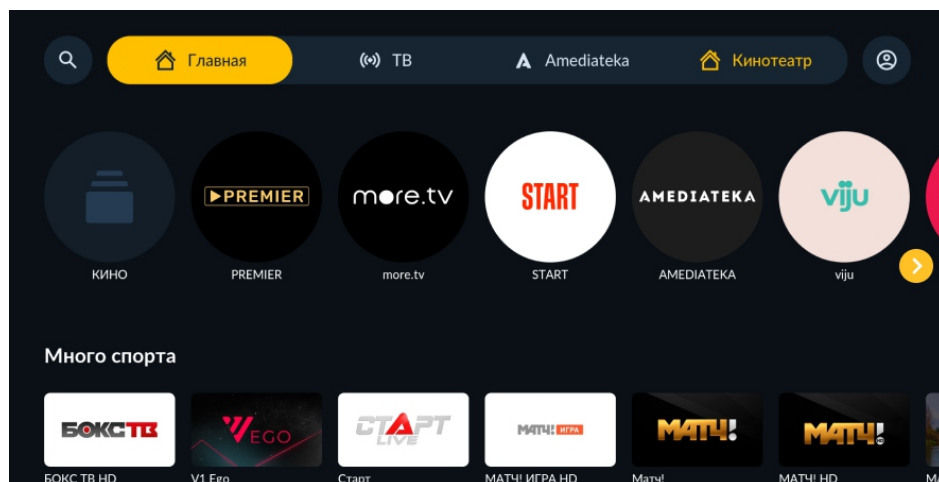 Главная
ТВ
Amediateka
Кинотеатр
PREMIER
more.tv
START
AMEDIATEKA
viju
КИНО
PREMIER
more.tv
START
AMEDIATEKA
viju
Много спорта
БОКС ТВ
V EGO
СТАРТ
LIVE
МАТЧ! ИГРА
МАТЧ!
МАТЧ! HD
БОКС ТВ HD
V1 Ego
Старт
МАТЧ! ИГРА HD
Матч!
МАТЧ! HD